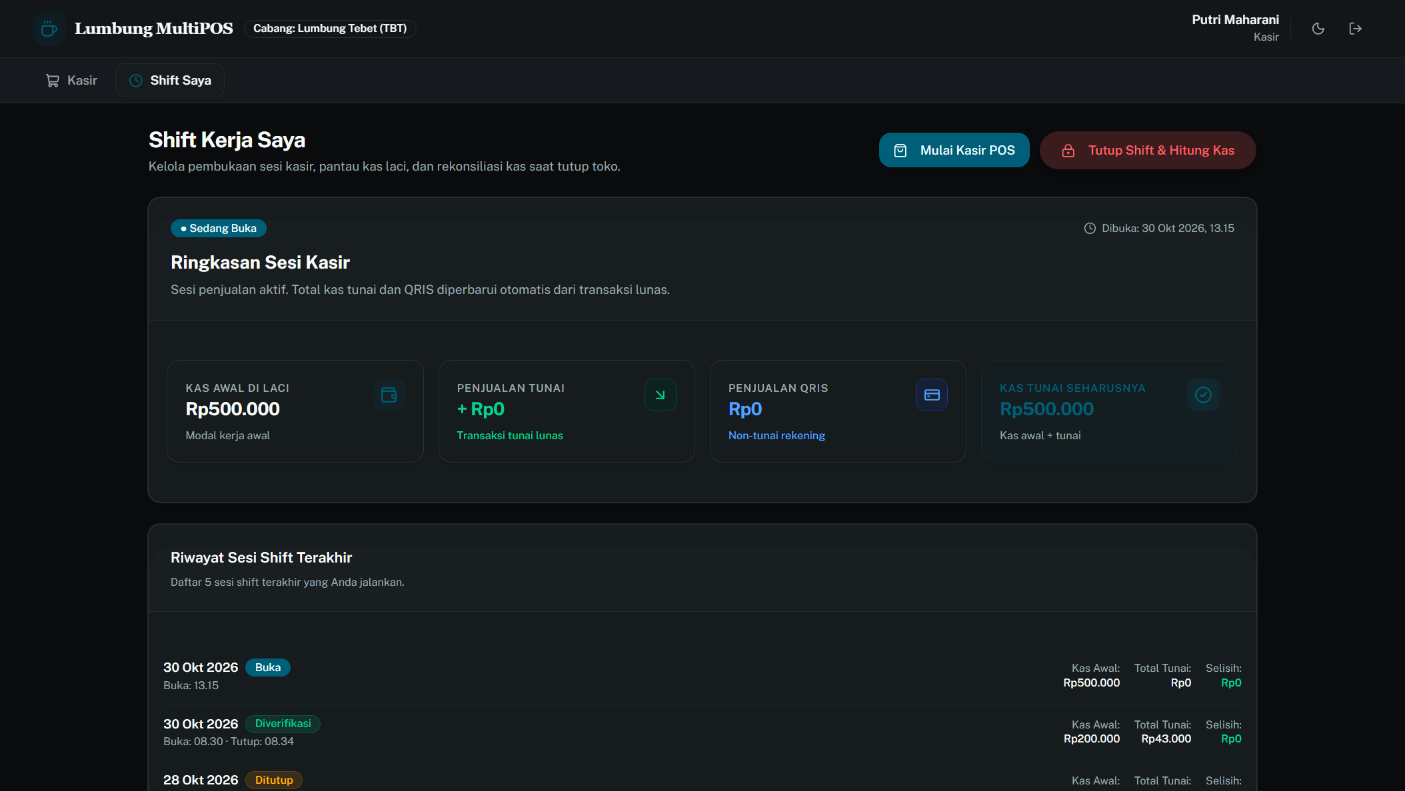 Lumbung MultiPOS
Cabang: Lumbung Tebet (TBT)
Putri Maharani
Kasir
Kasir
Shift Saya
Shift Kerja Saya
Kelola pembukaan sesi kasir, pantau kas laci, dan rekonsiliasi kas saat tutup toko.
Mulai Kasir POS
Tutup Shift & Hitung Kas
● Sedang Buka
Dibuka: 30 Okt 2026, 13.15
Ringkasan Sesi Kasir
Sesi penjualan aktif. Total kas tunai dan QRIS diperbarui otomatis dari transaksi lunas.
KAS AWAL DI LACI
Rp500.000
Modal kerja awal
PENJUALAN TUNAI
+ Rp0
Transaksi tunai lunas
PENJUALAN QRIS
Rp0
Non-tunai rekening
KAS TUNAI SEHARUSNYA
Rp500.000
Kas awal + tunai
Riwayat Sesi Shift Terakhir
Daftar 5 sesi shift terakhir yang Anda jalankan.
30 Okt 2026 Buka
Buka: 13.15
Kas Awal: Total Tunai: Selisih:
Rp500.000 Rp0 Rp0
30 Okt 2026 Diverifikasi
Buka: 08.30 · Tutup: 08.34
Kas Awal: Total Tunai: Selisih:
Rp200.000 Rp43.000 Rp0
28 Okt 2026 Ditutup
Kas Awal: Total Tunai: Selisih: